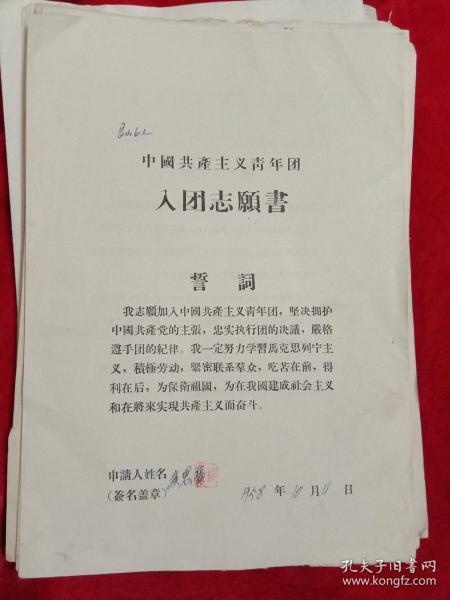 中國共產主义靑年团
入团志願書
誓詞
我志願加入中國共產主义靑年团，坚决拥护
中國共產党的主張，忠实执行团的决議，嚴格
遵守团的紀律。我一定努力学習馬克思列宁主
义，積極劳动，緊密联系羣众，吃苦在前，得
利在后，为保衛祖國，为在我國建成社会主义
和在將來实現共產主义而奋斗。
申請人姓名
(簽名盖章)
1958 年 10 月 11 日
孔夫子旧书网
www.kongfz.com